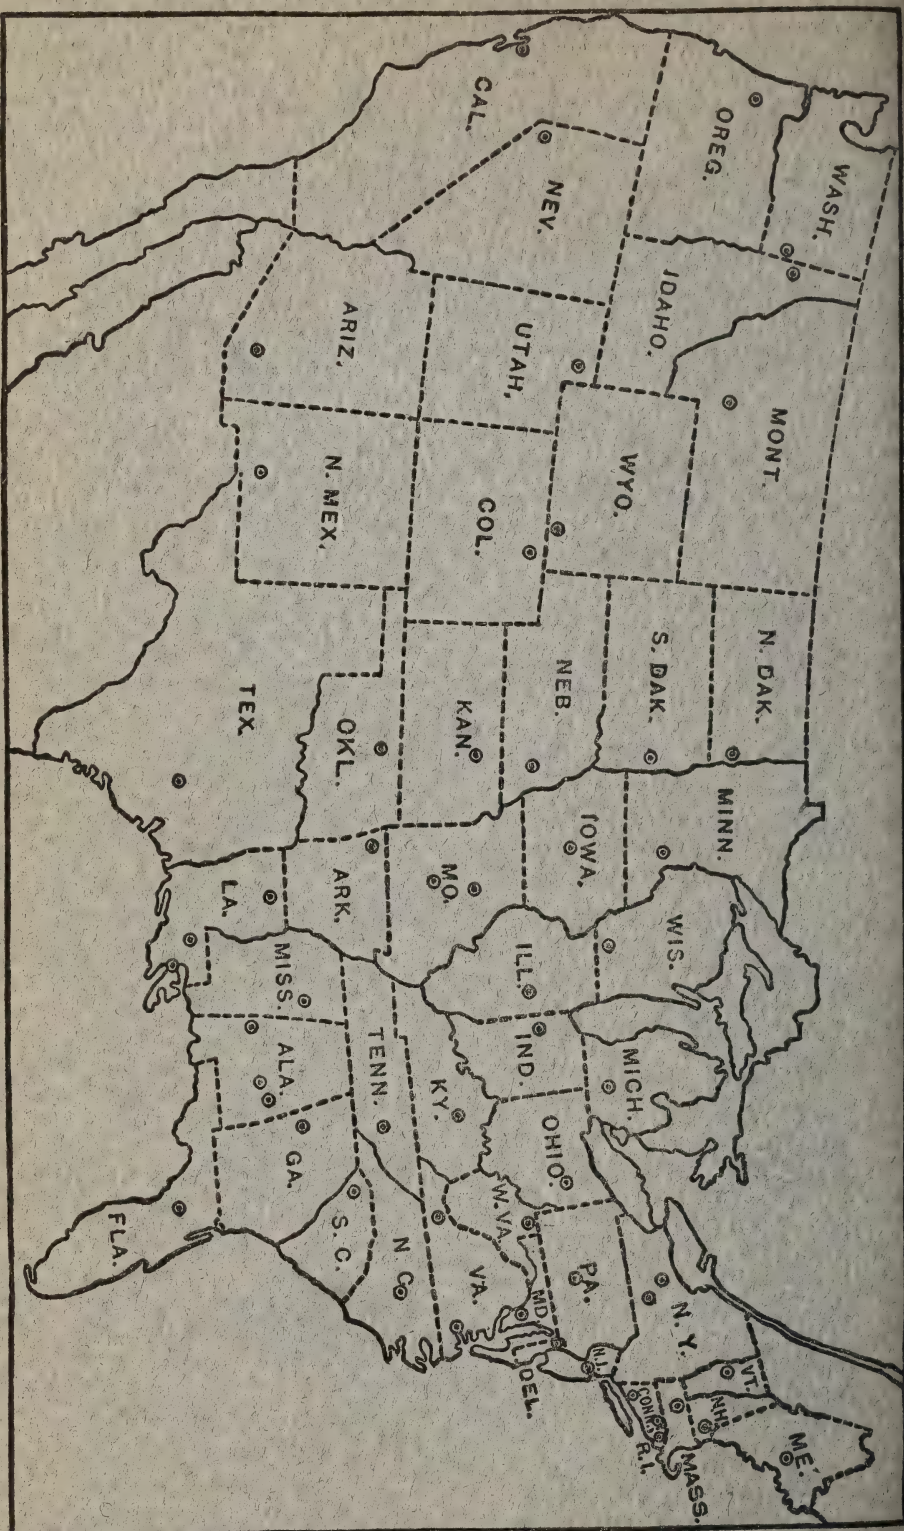 WASH.
OREG.
CAL.
NEV.
IDAHO.
MONT.
WYO.
UTAH.
COL.
ARIZ.
N. MEX.
N. DAK.
S. DAK.
NEB.
KAN.
OKL.
TEX.
MINN.
IOWA.
MO.
ARK.
LA.
WIS.
ILL.
MICH.
IND.
OHIO.
KY.
TENN.
MISS.
ALA.
GA.
FLA.
S. C.
N C.
VA.
W. VA.
MD.
DEL.
PA.
N.J.
N. Y.
CONN.
R.I.
MASS.
VT.
N.H.
ME.